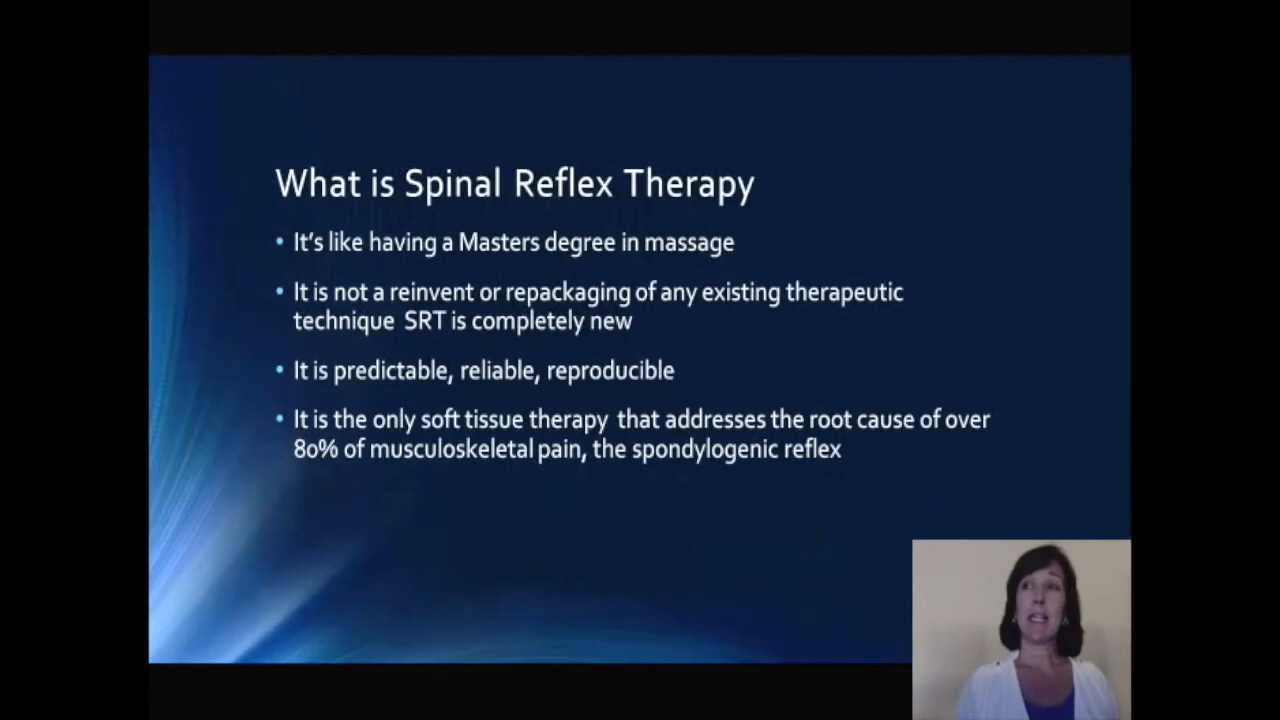 What is Spinal Reflex Therapy
• It's like having a Masters degree in massage
• It is not a reinvent or repackaging of any existing therapeutic
technique SRT is completely new
• It is predictable, reliable, reproducible
• It is the only soft tissue therapy that addresses the root cause of over
80% of musculoskeletal pain, the spondylogenic reflex